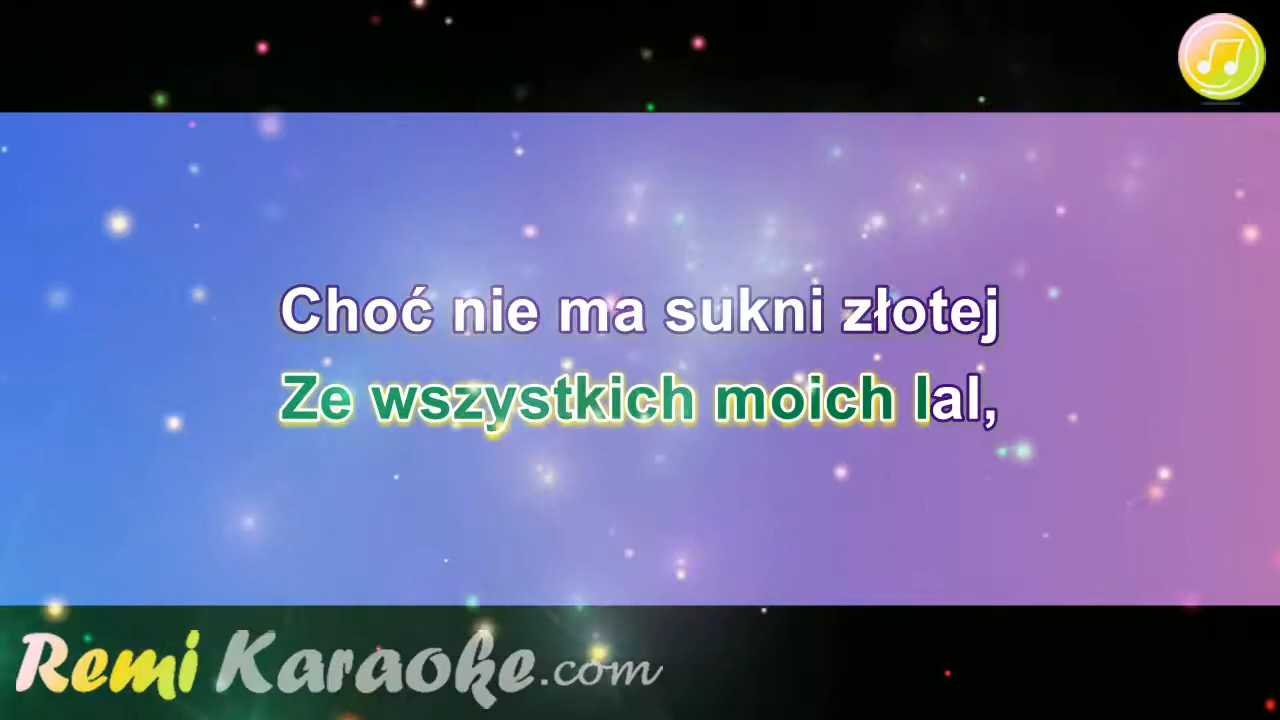 Choć nie ma sukni złotej
Ze wszystkich moich lal,
Remi Karaoke.com